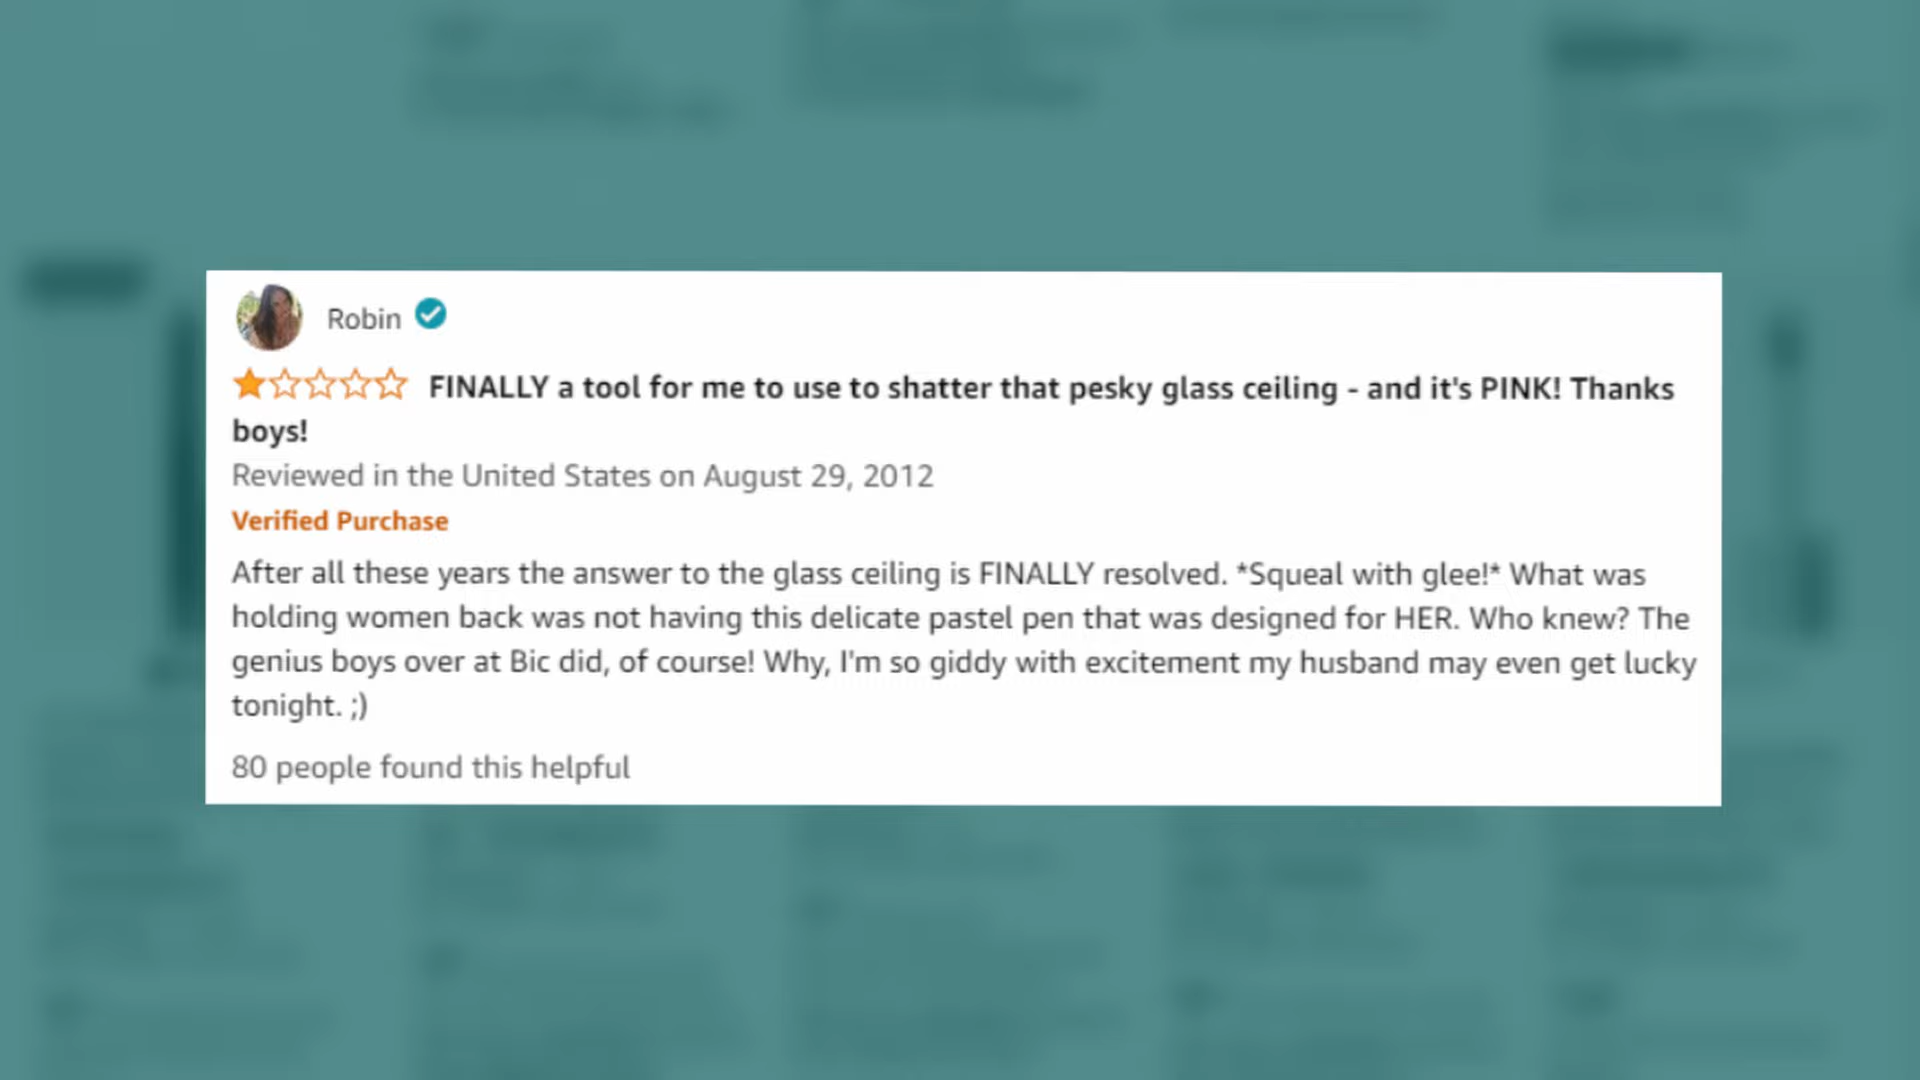 Robin
FINALLY a tool for me to use to shatter that pesky glass ceiling - and it's PINK! Thanks
boys!
Reviewed in the United States on August 29, 2012
Verified Purchase
After all these years the answer to the glass ceiling is FINALLY resolved. *Squeal with glee!* What was
holding women back was not having this delicate pastel pen that was designed for HER. Who knew? The
genius boys over at Bic did, of course! Why, I'm so giddy with excitement my husband may even get lucky
tonight. ;)
80 people found this helpful